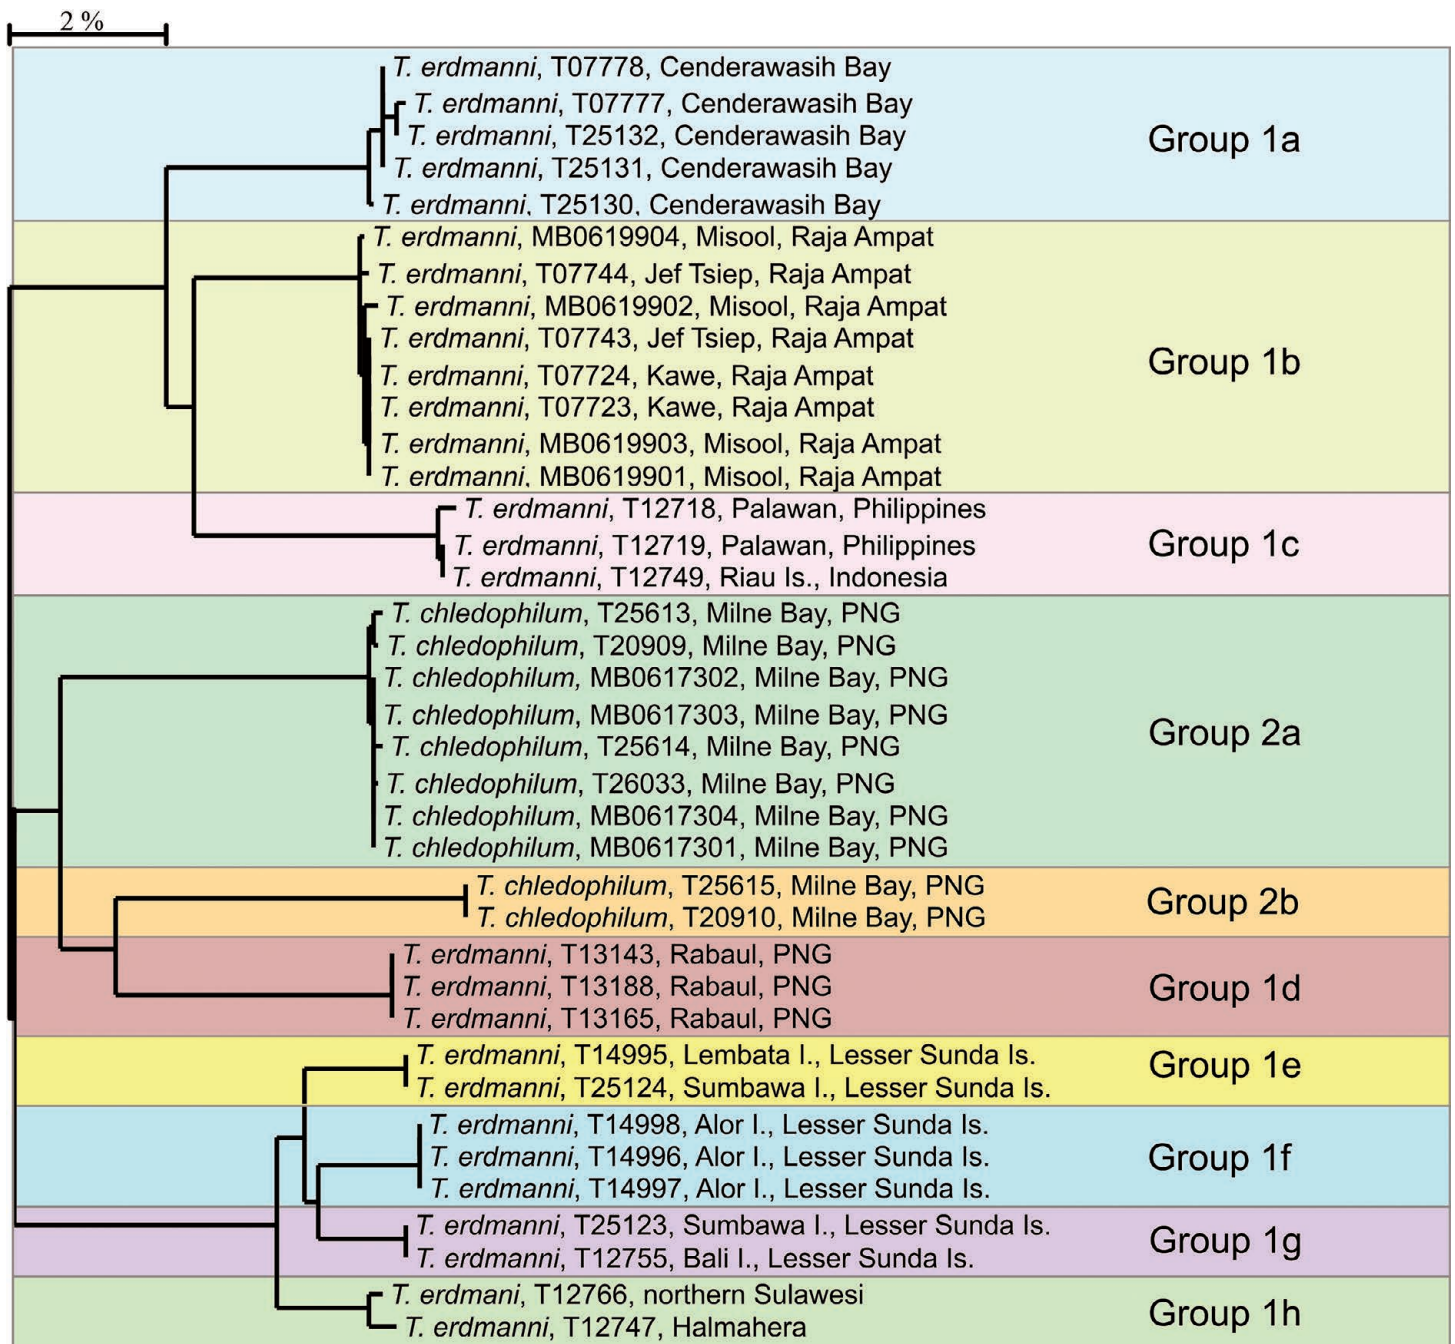 2 %
T. erdmanni, T07778, Cenderawasih Bay
T. erdmanni, T07777, Cenderawasih Bay
T. erdmanni, T25132, Cenderawasih Bay
Group 1a
T. erdmanni, T25131, Cenderawasih Bay
T. erdmanni, T25130, Cenderawasih Bay
T. erdmanni, MB0619904, Misool, Raja Ampat
T. erdmanni, T07744, Jef Tsiep, Raja Ampat
T. erdmanni, MB0619902, Misool, Raja Ampat
T. erdmanni, T07743, Jef Tsiep, Raja Ampat
Group 1b
T. erdmanni, T07724, Kawe, Raja Ampat
T. erdmanni, T07723, Kawe, Raja Ampat
T. erdmanni, MB0619903, Misool, Raja Ampat
T. erdmanni, MB0619901, Misool, Raja Ampat
T. erdmanni, T12718, Palawan, Philippines
T. erdmanni, T12719, Palawan, Philippines
Group 1c
T. erdmanni, T12749, Riau Is., Indonesia
T. chledophilum, T25613, Milne Bay, PNG
T. chledophilum, T20909, Milne Bay, PNG
T. chledophilum, MB0617302, Milne Bay, PNG
T. chledophilum, MB0617303, Milne Bay, PNG
Group 2a
T. chledophilum, T25614, Milne Bay, PNG
T. chledophilum, T26033, Milne Bay, PNG
T. chledophilum, MB0617304, Milne Bay, PNG
T. chledophilum, MB0617301, Milne Bay, PNG
T. chledophilum, T25615, Milne Bay, PNG
Group 2b
T. chledophilum, T20910, Milne Bay, PNG
T. erdmanni, T13143, Rabaul, PNG
T. erdmanni, T13188, Rabaul, PNG
Group 1d
T. erdmanni, T13165, Rabaul, PNG
T. erdmanni, T14995, Lembata I., Lesser Sunda Is.
Group 1e
T. erdmanni, T25124, Sumbawa I., Lesser Sunda Is.
T. erdmanni, T14998, Alor I., Lesser Sunda Is.
T. erdmanni, T14996, Alor I., Lesser Sunda Is.
Group 1f
T. erdmanni, T14997, Alor I., Lesser Sunda Is.
T. erdmanni, T25123, Sumbawa I., Lesser Sunda Is.
Group 1g
T. erdmanni, T12755, Bali I., Lesser Sunda Is.
T. erdmani, T12766, northern Sulawesi
Group 1h
T. erdmanni, T12747, Halmahera